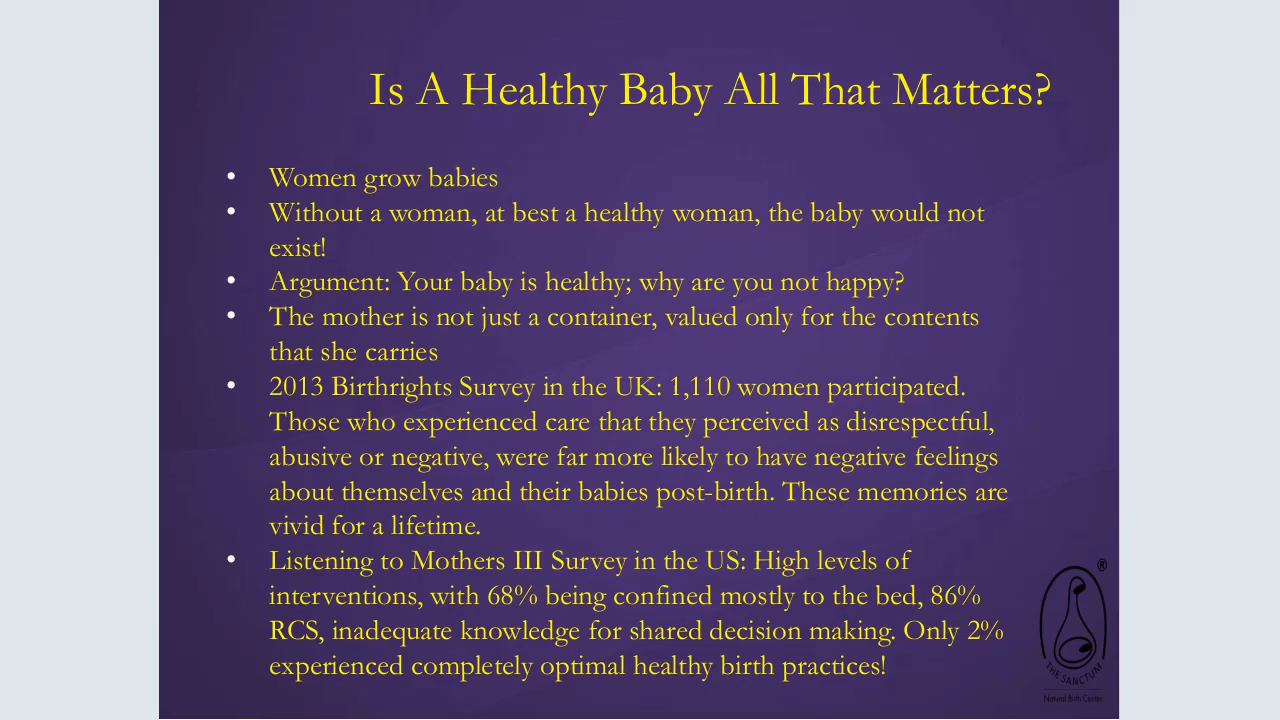 Is A Healthy Baby All That Matters?
• Women grow babies
• Without a woman, at best a healthy woman, the baby would not
exist!
• Argument: Your baby is healthy; why are you not happy?
• The mother is not just a container, valued only for the contents
that she carries
• 2013 Birthrights Survey in the UK: 1,110 women participated.
Those who experienced care that they perceived as disrespectful,
abusive or negative, were far more likely to have negative feelings
about themselves and their babies post-birth. These memories are
vivid for a lifetime.
• Listening to Mothers III Survey in the US: High levels of
interventions, with 68% being confined mostly to the bed, 86%
RCS, inadequate knowledge for shared decision making. Only 2%
experienced completely optimal healthy birth practices!
®
THE SANCTUM
Natural Birth Center